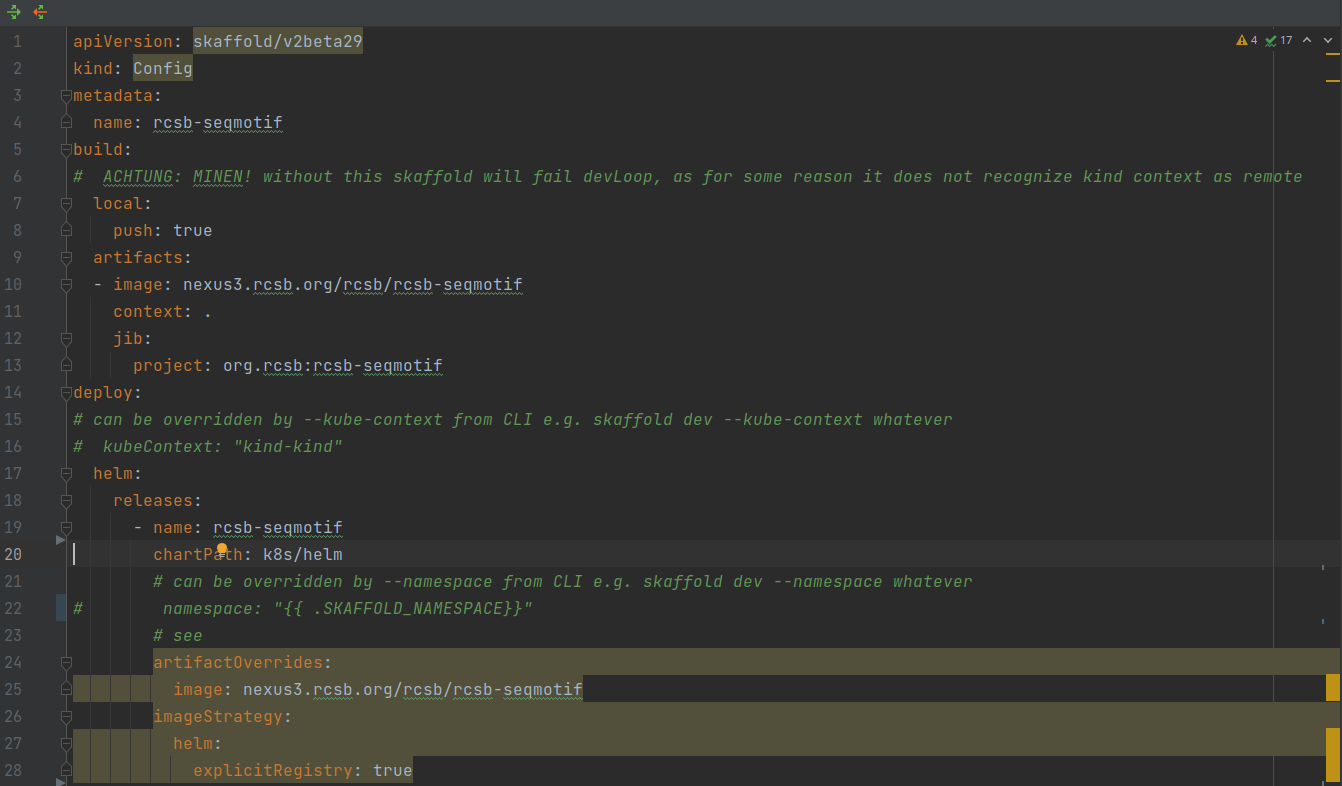 4 17
1 apiVersion: skaffold/v2beta29
2 kind: Config
3 metadata:
4   name: rcsb-seqmotif
5 build:
6 #  ACHTUNG: MINEN! without this skaffold will fail devLoop, as for some reason it does not recognize kind context as remote
7   local:
8     push: true
9   artifacts:
10   - image: nexus3.rcsb.org/rcsb/rcsb-seqmotif
11     context: .
12     jib:
13       project: org.rcsb:rcsb-seqmotif
14 deploy:
15 # can be overridden by --kube-context from CLI e.g. skaffold dev --kube-context whatever
16 #  kubeContext: "kind-kind"
17   helm:
18     releases:
19       - name: rcsb-seqmotif
20         chartPath: k8s/helm
21         # can be overridden by --namespace from CLI e.g. skaffold dev --namespace whatever
22 #        namespace: "{{ .SKAFFOLD_NAMESPACE}}"
23         # see
24         artifactOverrides:
25           image: nexus3.rcsb.org/rcsb/rcsb-seqmotif
26         imageStrategy:
27           helm:
28             explicitRegistry: true